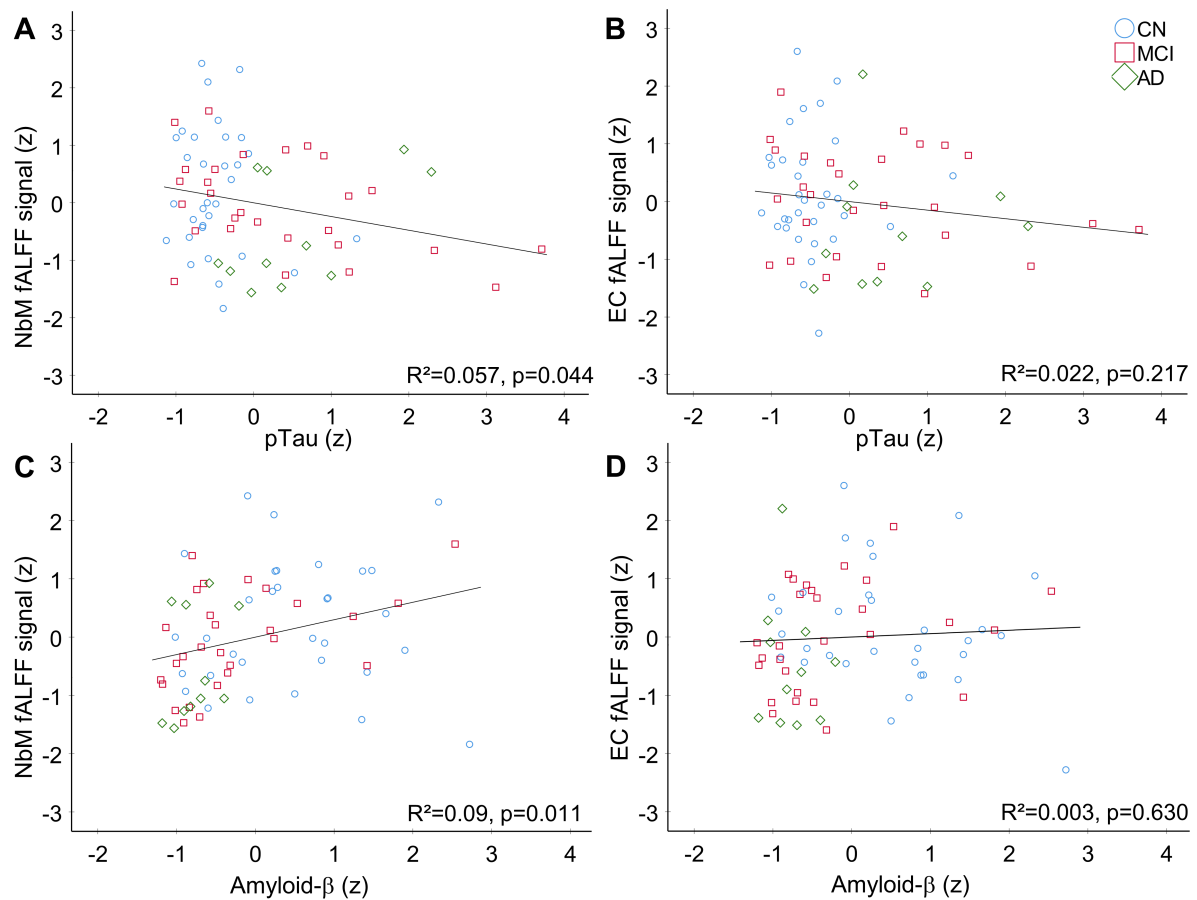 A
NbM fALFF signal (z)
3
2
1
0
-1
-2
-3
R²=0.057, p=0.044
-2 -1 0 1 2 3 4
pTau (z)
B
EC fALFF signal (z)
3
2
1
0
-1
-2
-3
CN
MCI
AD
R²=0.022, p=0.217
-2 -1 0 1 2 3 4
pTau (z)
C
NbM fALFF signal (z)
3
2
1
0
-1
-2
-3
R²=0.09, p=0.011
-2 -1 0 1 2 3 4
Amyloid-β (z)
D
EC fALFF signal (z)
3
2
1
0
-1
-2
-3
R²=0.003, p=0.630
-2 -1 0 1 2 3 4
Amyloid-β (z)